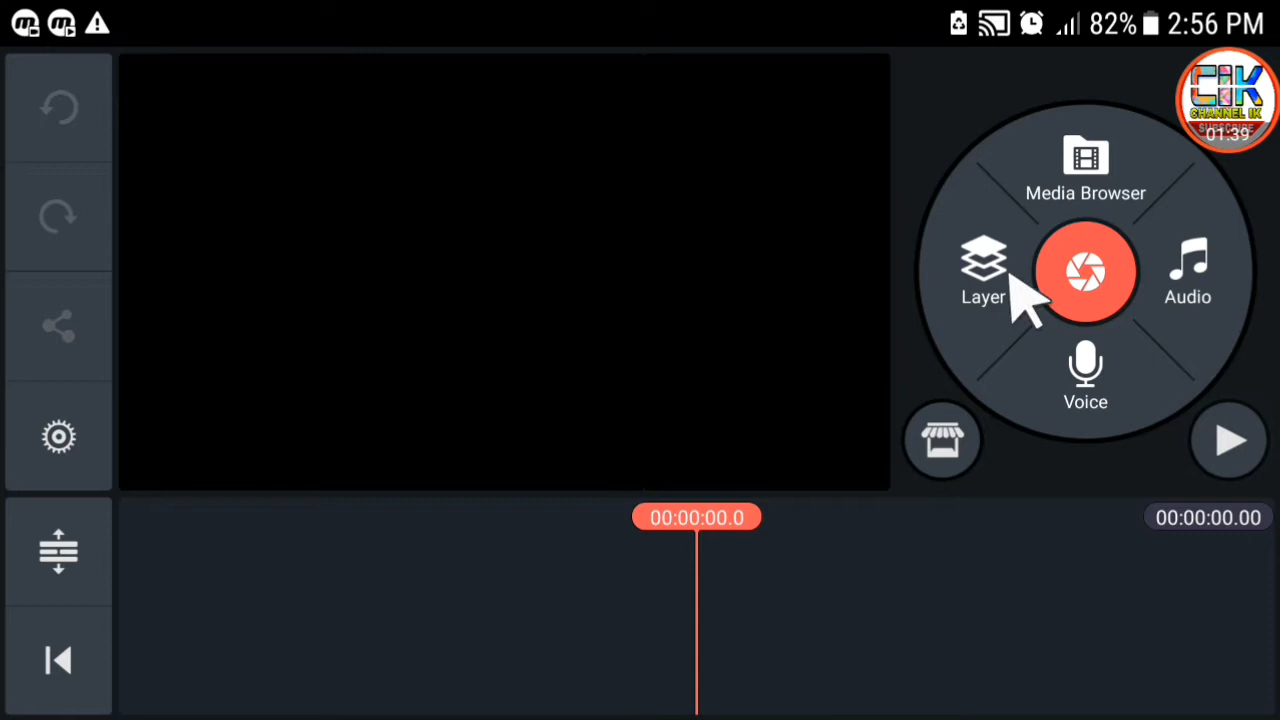 82% 2:56 PM
CIK
CHANNEL IK
SUBSCRIBE
01:39
Media Browser
Layer
Audio
Voice
00:00:00.0
00:00:00.00